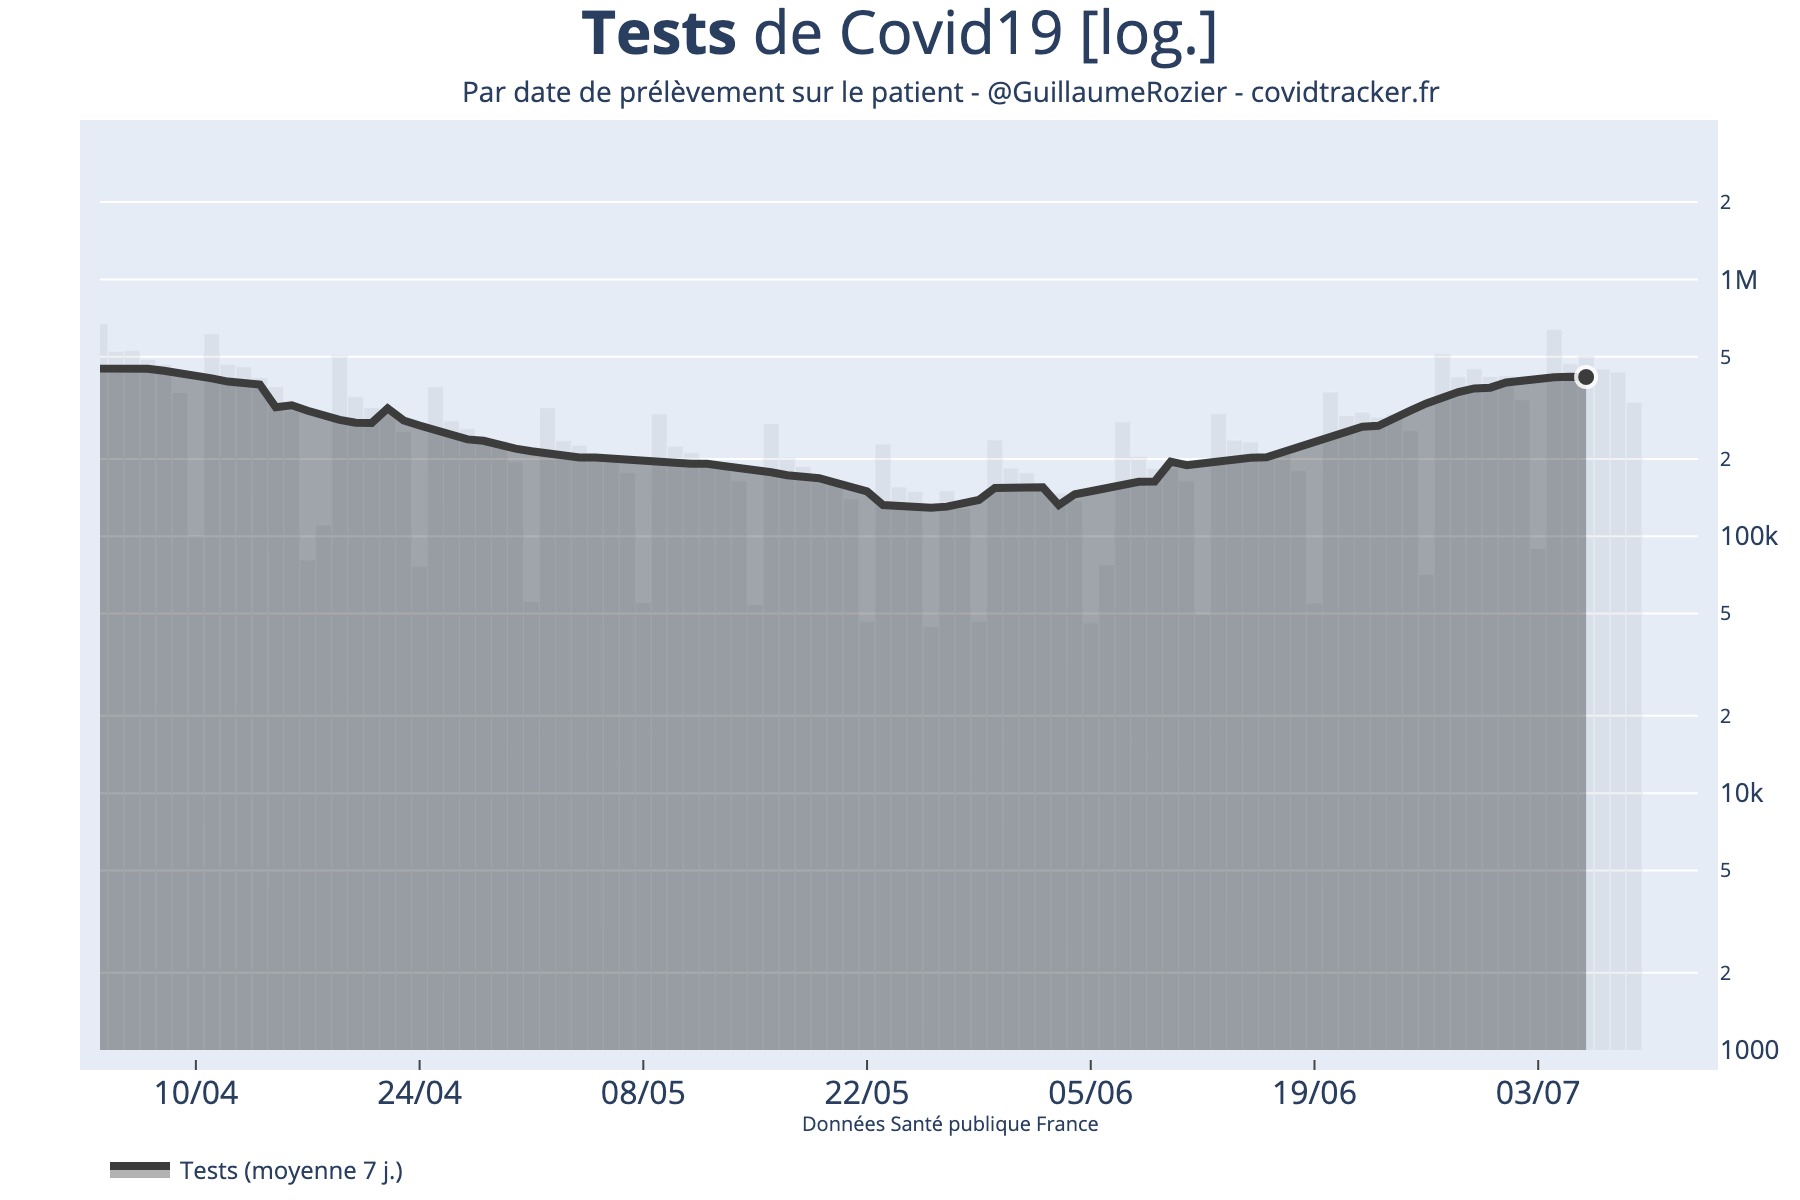 Tests de Covid19 [log.]
Par date de prélèvement sur le patient - @GuillaumeRozier - covidtracker.fr
2
1M
5
2
100k
5
2
10k
5
2
1000
10/04 24/04 08/05 22/05 05/06 19/06 03/07
Données Santé publique France
Tests (moyenne 7 j.)